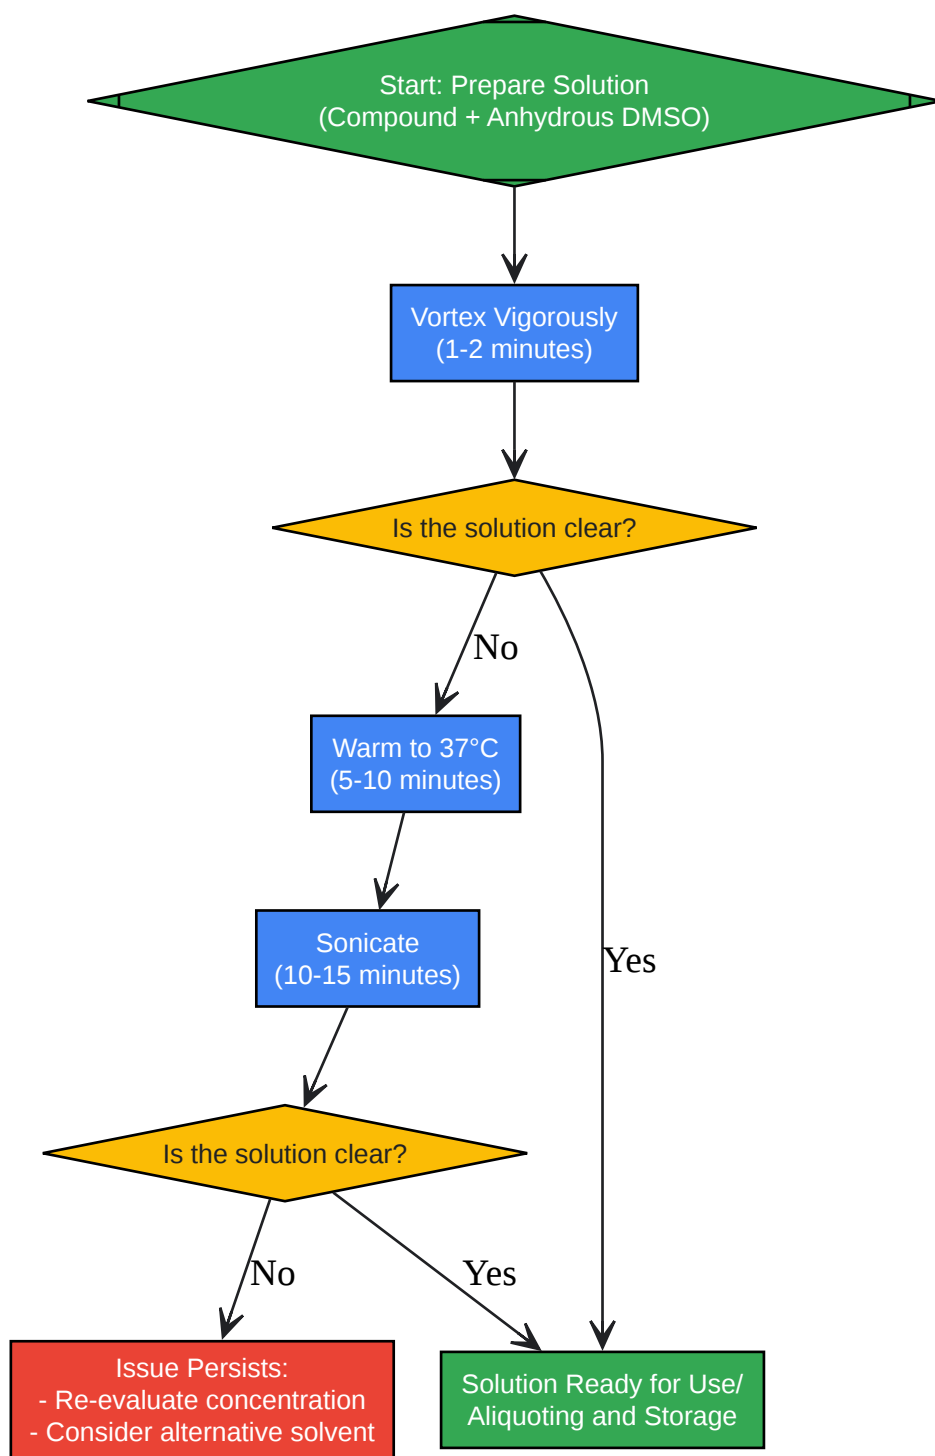 Start: Prepare Solution
(Compound + Anhydrous DMSO)
Vortex Vigorously
(1-2 minutes)
Is the solution clear?
No
Warm to 37°C
(5-10 minutes)
Sonicate
(10-15 minutes)
Yes
Is the solution clear?
No
Yes
Issue Persists:
- Re-evaluate concentration
- Consider alternative solvent
Solution Ready for Use/
Aliquoting and Storage